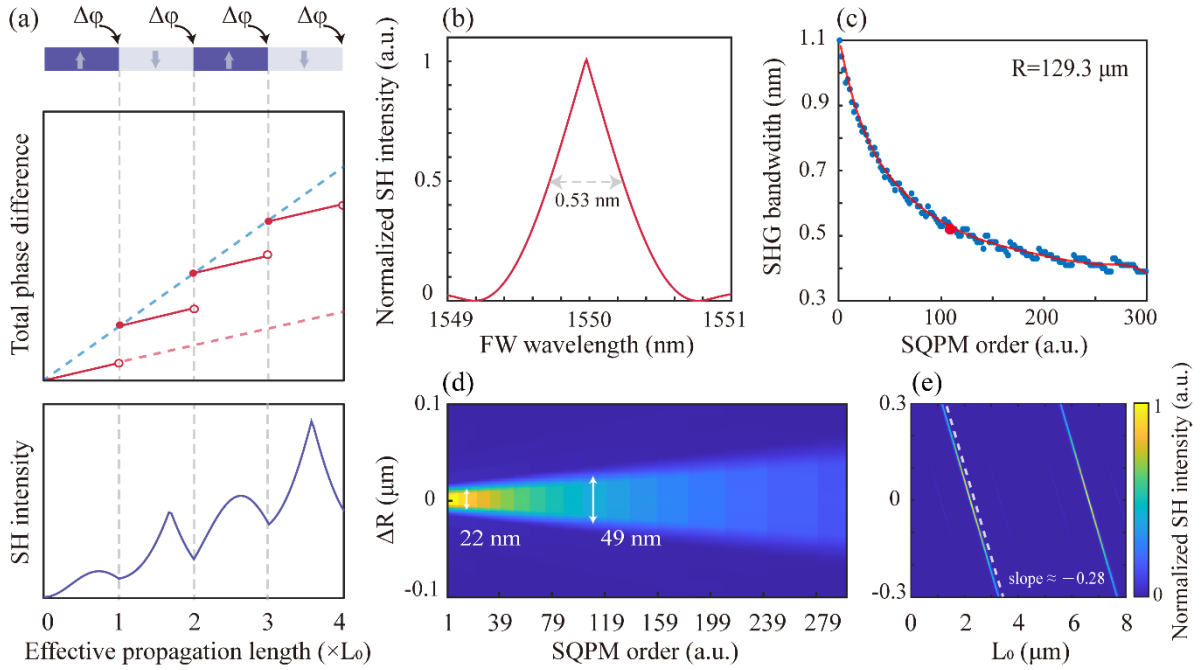 (a)
Δφ Δφ Δφ Δφ
Total phase difference
SH intensity
0 1 2 3 4
Effective propagation length (×L₀)
(b)
Normalized SH intensity (a.u.)
1
0.5
0
0.53 nm
1549 1550 1551
FW wavelength (nm)
(c)
R=129.3 μm
SHG bandwdith (nm)
1.1
0.9
0.7
0.5
0.3
0 100 200 300
SQPM order (a.u.)
(d)
ΔR (μm)
0.1
0
-0.1
22 nm
49 nm
1 39 79 119 159 199 239 279
SQPM order (a.u.)
(e)
0.3
0
-0.3
slope ≈ −0.28
0 2 4 6 8
L₀ (μm)
1
0
Normalized SH intensity (a.u.)